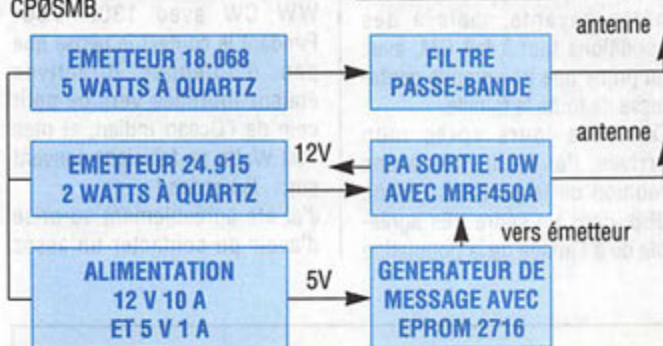 CPØSMB.
antenne
EMETTEUR 18.068
5 WATTS À QUARTZ
FILTRE
PASSE-BANDE
antenne
EMETTEUR 24.915
2 WATTS À QUARTZ
12V
PA SORTIE 10W
AVEC MRF450A
vers émetteur
ALIMENTATION
12 V 10 A
ET 5 V 1 A
5V
GENERATEUR DE
MESSAGE AVEC
EPROM 2716